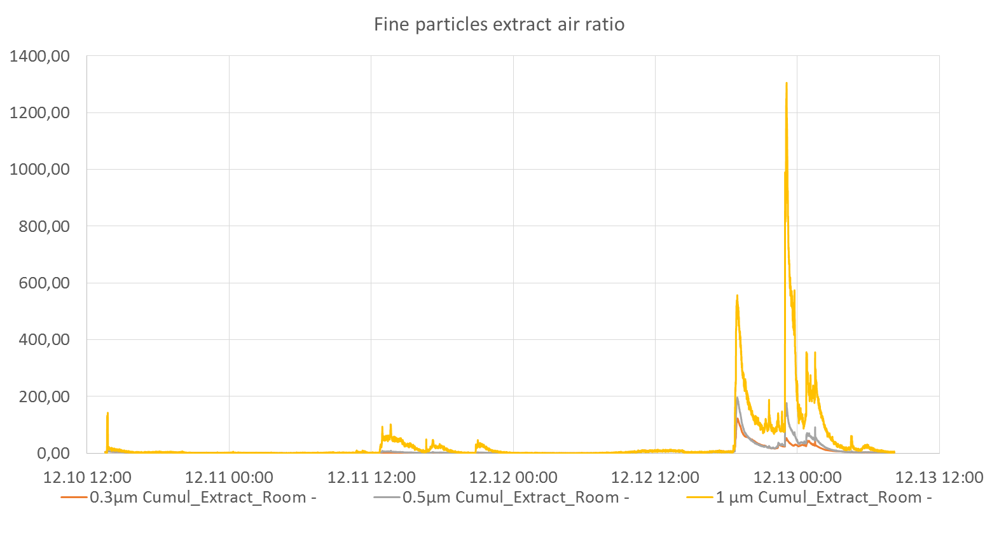 Fine particles extract air ratio
1400,00
1200,00
1000,00
800,00
600,00
400,00
200,00
0,00
12.10 12:00 12.11 00:00 12.11 12:00 12.12 00:00 12.12 12:00 12.13 00:00 12.13 12:00
0.3µm Cumul_Extract_Room - 0.5µm Cumul_Extract_Room - 1 µm Cumul_Extract_Room -